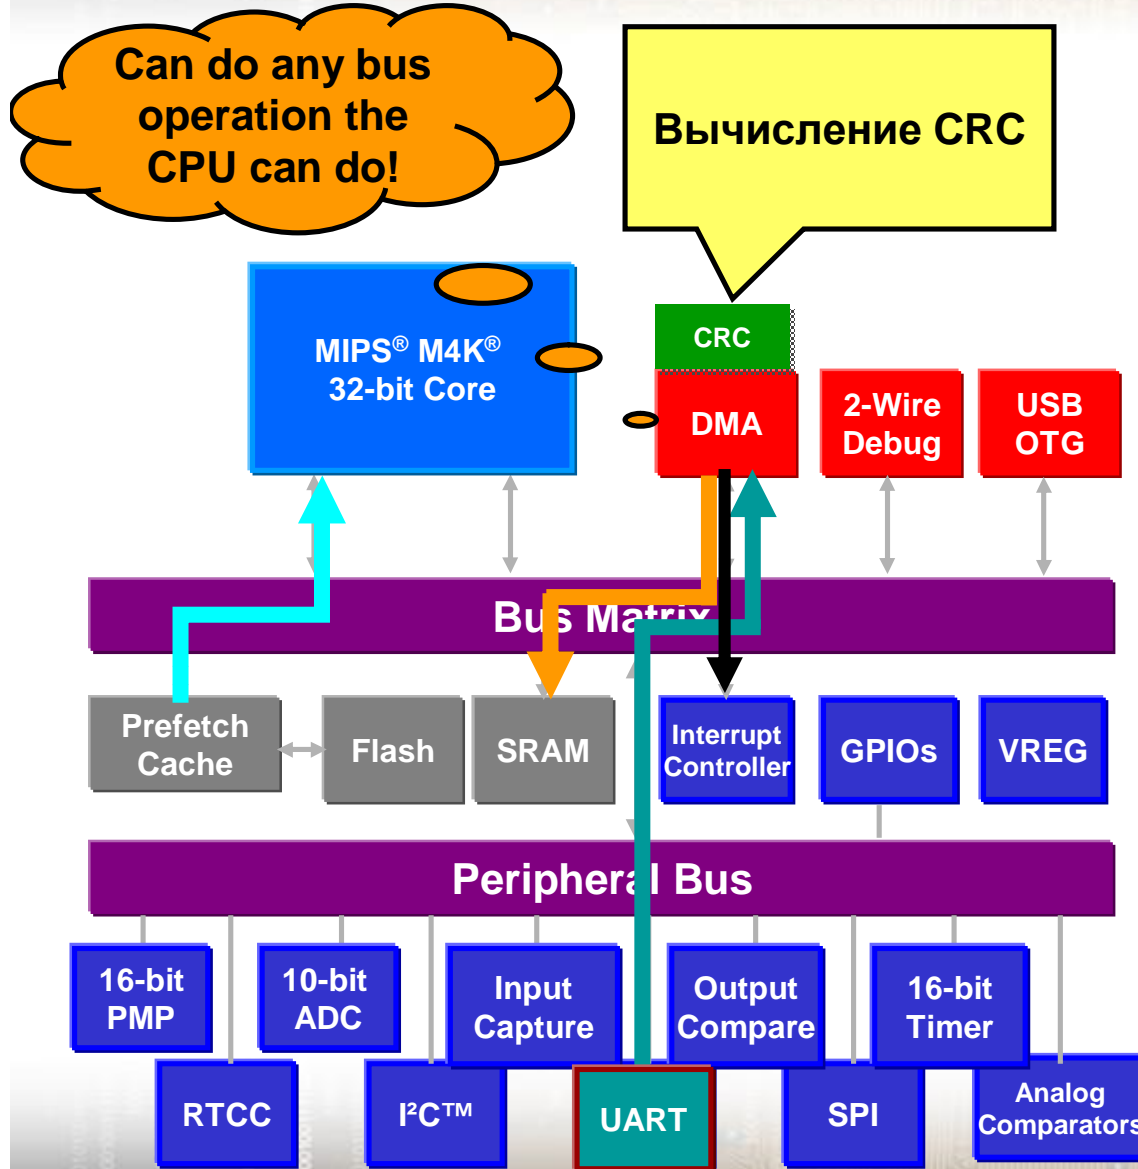 Can do any bus
operation the
CPU can do!
Вычисление CRC
MIPS® M4K®
32-bit Core
CRC
DMA
2-Wire
Debug
USB
OTG
Bus Matrix
Prefetch
Cache
Flash
SRAM
Interrupt
Controller
GPIOs
VREG
Peripheral Bus
16-bit
PMP
10-bit
ADC
Input
Capture
Output
Compare
16-bit
Timer
RTCC
I²C™
UART
SPI
Analog
Comparators